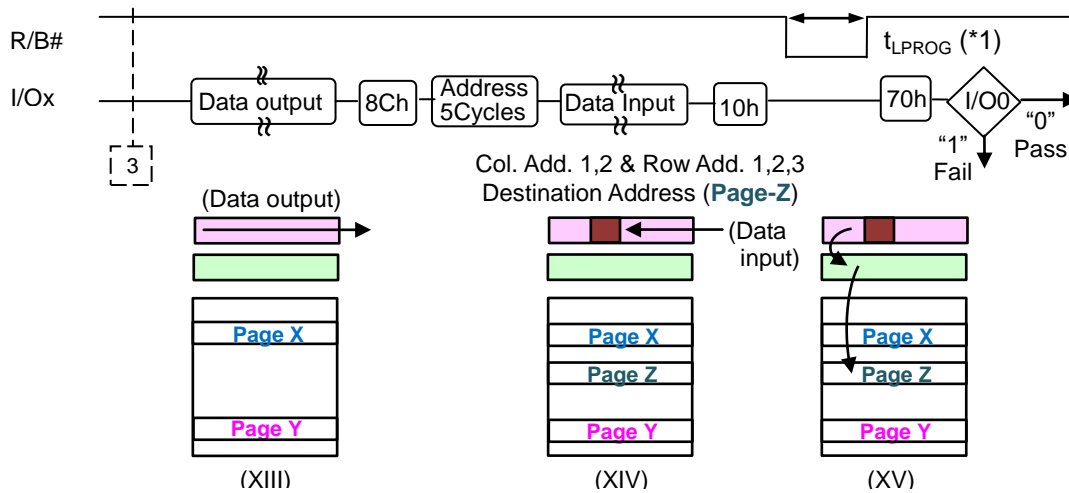 R/B#
tLPROG (*1)
I/Ox
Data output
8Ch
Address
5Cycles
Data Input
10h
70h
I/O0
"0"
Pass
"1"
Fail
3
Col. Add. 1,2 & Row Add. 1,2,3
Destination Address (Page-Z)
(Data output)
(Data
input)
Page X
Page Y
(XIII)
Page X
Page Z
Page Y
(XIV)
Page X
Page Z
Page Y
(XV)